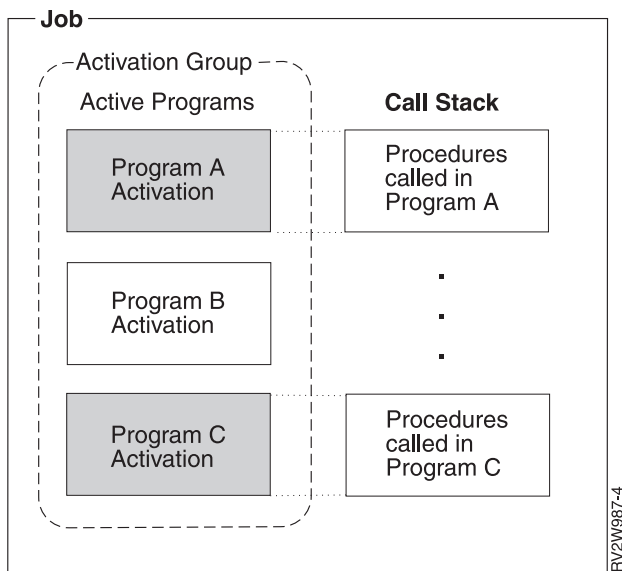 Job
Activation Group
Active Programs
Call Stack
Program A
Activation
Procedures
called in
Program A
Program B
Activation
Program C
Activation
Procedures
called in
Program C
RV2W987-4